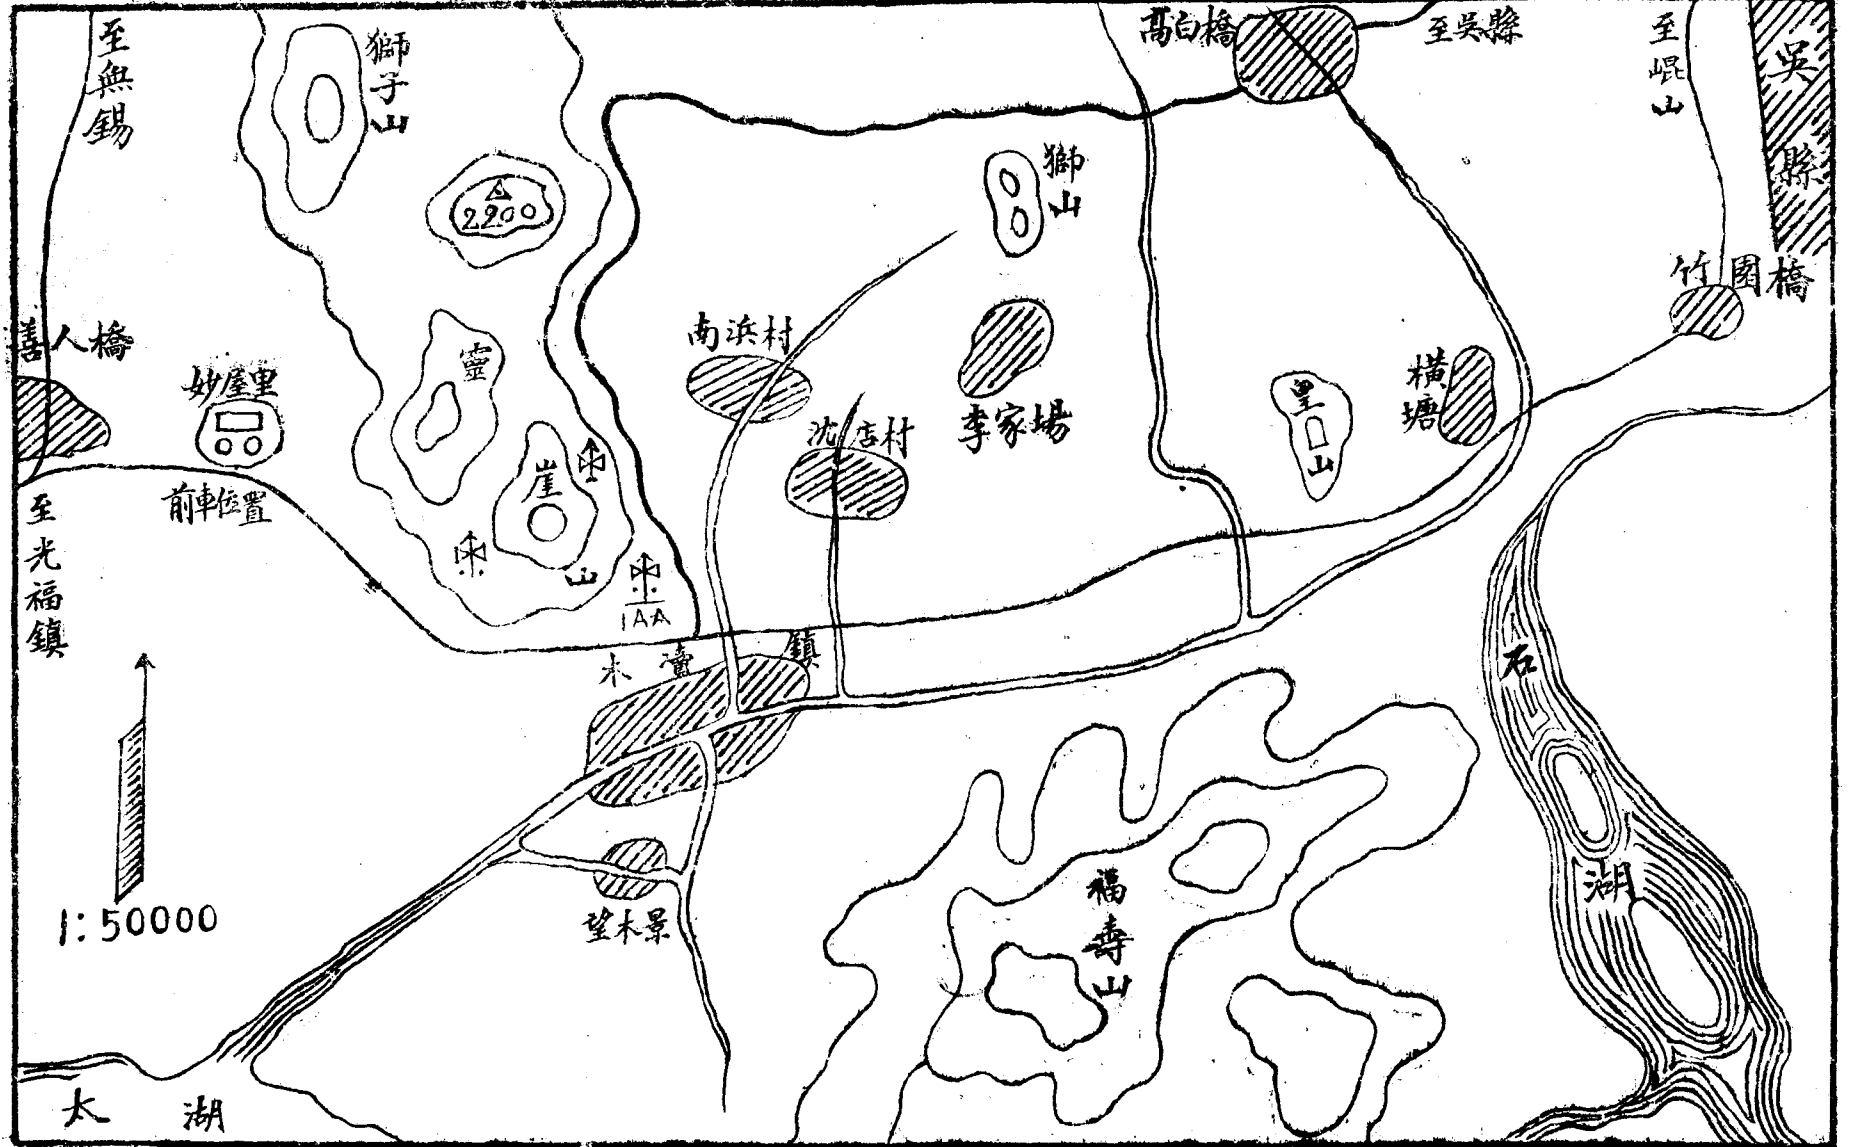 至無錫
獅子山
高白橋
至吳縣
至崐山
吳縣
2200
獅山
竹園橋
善人橋
妙屋里
南浜村
靈崖山
沈店村
李家場
皇山
橫塘
前車位置
至光福鎮
1AA
木瀆鎮
石湖
福壽山
望木景
1:50000
太湖